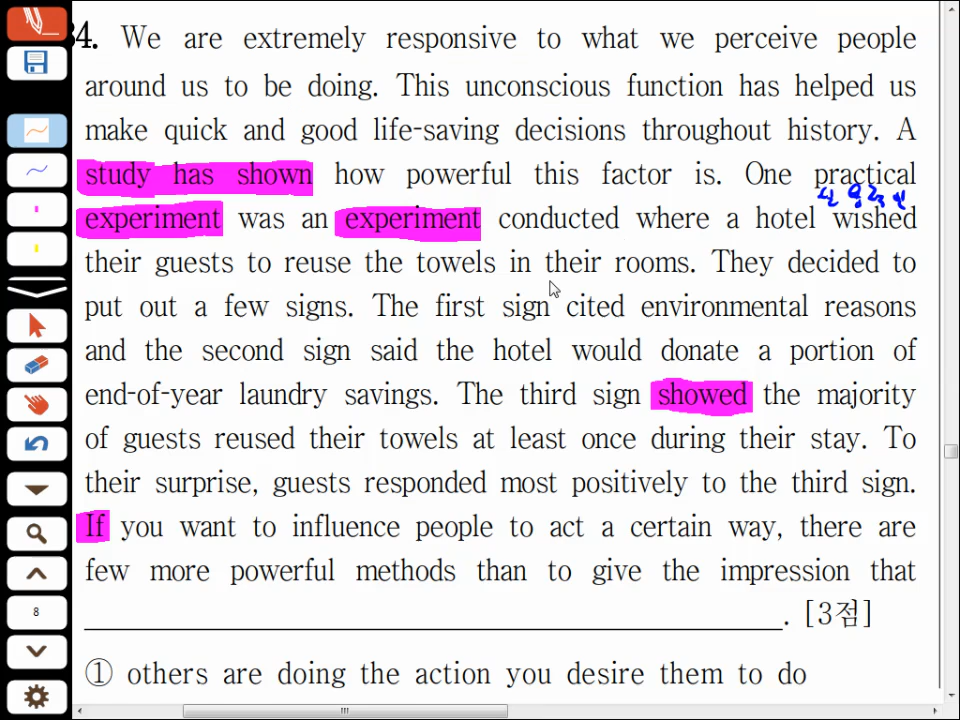 34. We are extremely responsive to what we perceive people
around us to be doing. This unconscious function has helped us
make quick and good life-saving decisions throughout history. A
study has shown how powerful this factor is. One practical
experiment was an experiment conducted where a hotel wished
their guests to reuse the towels in their rooms. They decided to
put out a few signs. The first sign cited environmental reasons
and the second sign said the hotel would donate a portion of
end-of-year laundry savings. The third sign showed the majority
of guests reused their towels at least once during their stay. To
their surprise, guests responded most positively to the third sign.
If you want to influence people to act a certain way, there are
few more powerful methods than to give the impression that
. [3점]
① others are doing the action you desire them to do
8